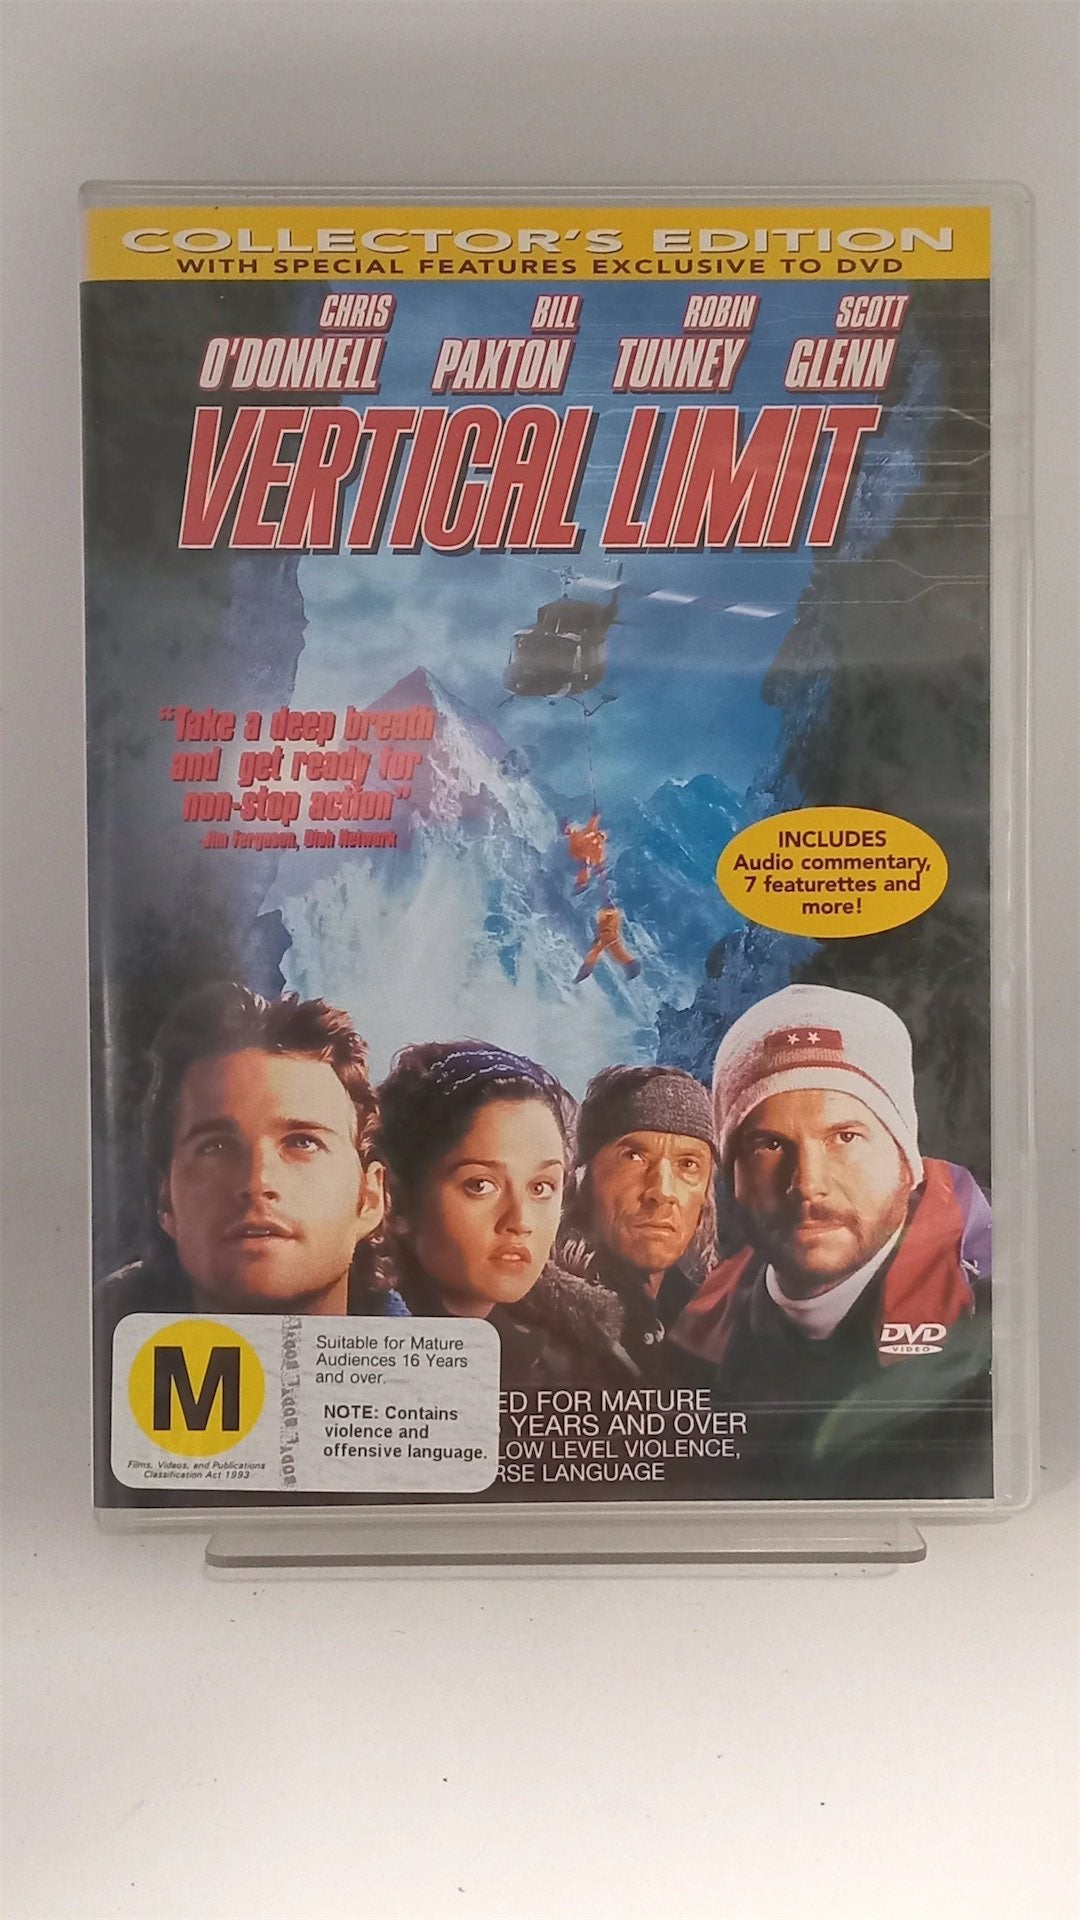 COLLECTOR'S EDITION
WITH SPECIAL FEATURES EXCLUSIVE TO DVD
CHRIS O'DONNELL
BILL PAXTON
ROBIN TUNNEY
SCOTT GLENN
VERTICAL LIMIT
"Take a deep breath
and get ready for
non-stop action"
-Jim Ferguson, Dish Network
INCLUDES
Audio commentary,
7 featurettes and
more!
DVD
VIDEO
M
Films, Videos, and Publications
Classification Act 1993
Suitable for Mature
Audiences 16 Years
and over.
NOTE: Contains
violence and
offensive language.
ED FOR MATURE
YEARS AND OVER
LOW LEVEL VIOLENCE,
RSE LANGUAGE